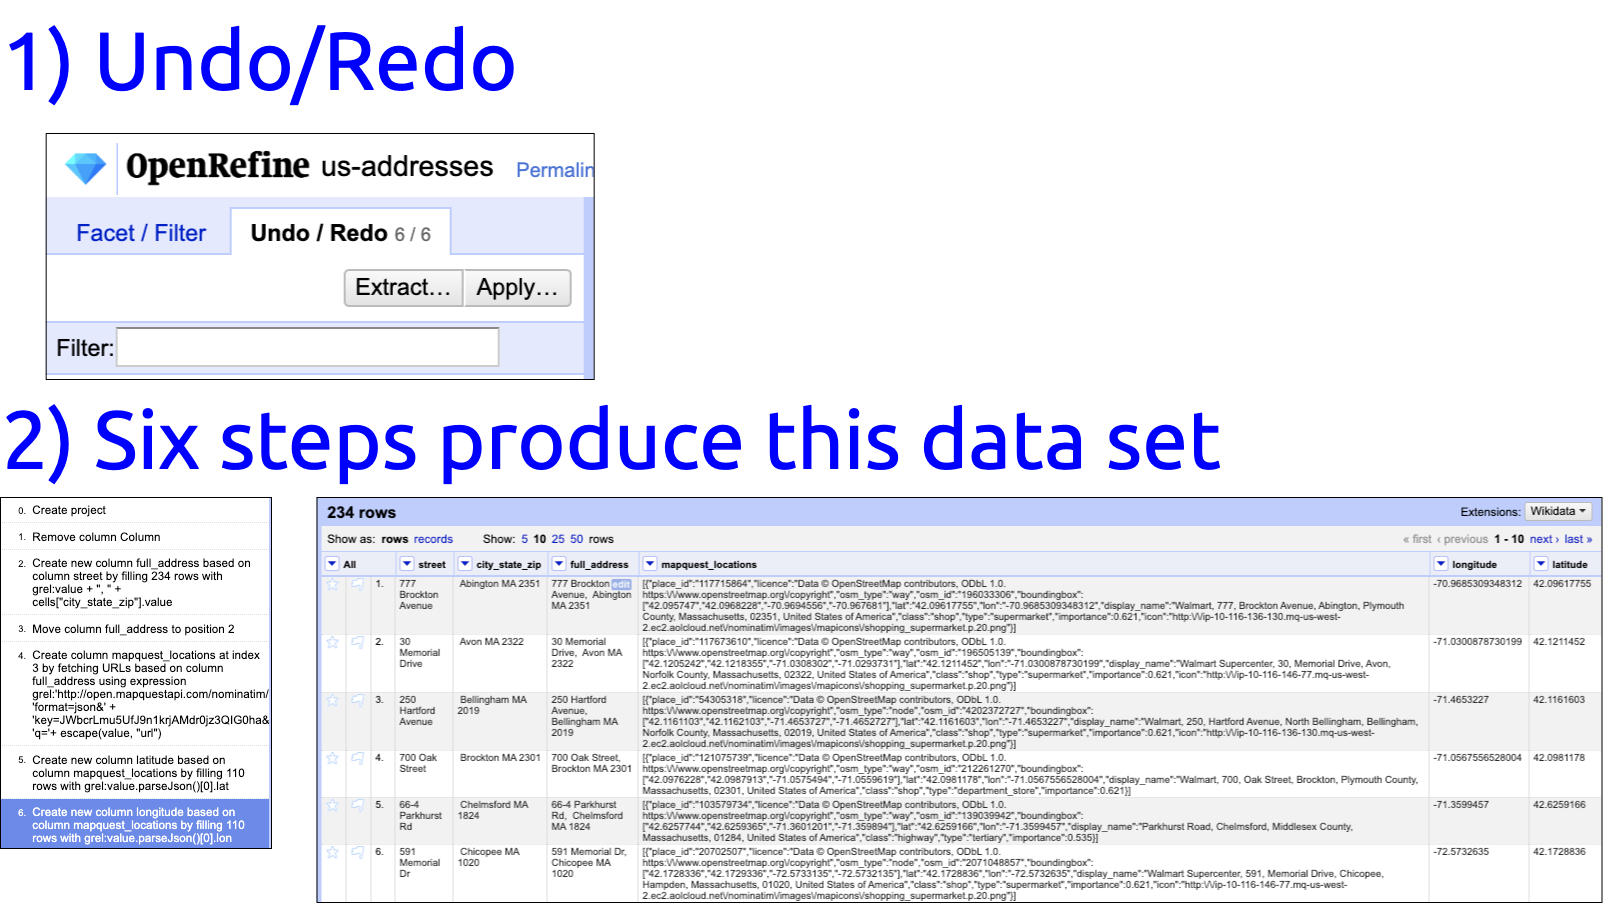 1) Undo/Redo
OpenRefine us-addresses Permalin
Facet / Filter Undo / Redo 6 / 6
Extract... Apply...
Filter:
2) Six steps produce this data set
0. Create project
1. Remove column Column
2. Create new column full_address based on
column street by filling 234 rows with
grel:value + ", " +
cells["city_state_zip"].value
3. Move column full_address to position 2
4. Create column mapquest_locations at index
3 by fetching URLs based on column
full_address using expression
grel:'http://open.mapquestapi.com/nominatim/
'format=json&' +
'key=JWbcrLmu5UfJ9n1krjAMdr0jz3QIG0ha&
'q='+ escape(value, "url")
5. Create new column latitude based on
column mapquest_locations by filling 110
rows with grel:value.parseJson()[0].lat
6. Create new column longitude based on
column mapquest_locations by filling 110
rows with grel:value.parseJson()[0].lon
234 rows Extensions: Wikidata
Show as: rows records Show: 5 10 25 50 rows « first ‹ previous 1 - 10 next › last »
All street city_state_zip full_address mapquest_locations longitude latitude
1. 777
Brockton
Avenue
Abington MA 2351
777 Brockton edit
Avenue, Abington
MA 2351
[{"place_id":"117715864","licence":"Data © OpenStreetMap contributors, ODbL 1.0.
https:\/\/www.openstreetmap.org\/copyright","osm_type":"way","osm_id":"196033306","boundingbox":
["42.095747","42.0968228","-70.9694556","-70.967681"],"lat":"42.09617755","lon":"-70.9685309348312","display_name":"Walmart, 777, Brockton Avenue, Abington, Plymouth
County, Massachusetts, 02351, United States of America","class":"shop","type":"supermarket","importance":0.621,"icon":"http:\/\/ip-10-116-136-130.mq-us-west-
2.ec2.aolcloud.net\/nominatim\/images\/mapicons\/shopping_supermarket.p.20.png"}]
-70.9685309348312 42.09617755
2. 30
Memorial
Drive
Avon MA 2322
30 Memorial
Drive, Avon MA
2322
[{"place_id":"117673610","licence":"Data © OpenStreetMap contributors, ODbL 1.0.
https:\/\/www.openstreetmap.org\/copyright","osm_type":"way","osm_id":"196505139","boundingbox":
["42.1205242","42.1218355","-71.0308302","-71.0293731"],"lat":"42.1211452","lon":"-71.0300878730199","display_name":"Walmart Supercenter, 30, Memorial Drive, Avon,
Norfolk County, Massachusetts, 02322, United States of America","class":"shop","type":"supermarket","importance":0.621,"icon":"http:\/\/ip-10-116-146-77.mq-us-west-
2.ec2.aolcloud.net\/nominatim\/images\/mapicons\/shopping_supermarket.p.20.png"}]
-71.0300878730199 42.1211452
3. 250
Hartford
Avenue
Bellingham MA
2019
250 Hartford
Avenue,
Bellingham MA
2019
[{"place_id":"54305318","licence":"Data © OpenStreetMap contributors, ODbL 1.0.
https:\/\/www.openstreetmap.org\/copyright","osm_type":"node","osm_id":"4202372727","boundingbox":
["42.1161103","42.1162103","-71.4653727","-71.4652727"],"lat":"42.1161603","lon":"-71.4653227","display_name":"Walmart, 250, Hartford Avenue, North Bellingham, Bellingham,
Norfolk County, Massachusetts, 02019, United States of America","class":"shop","type":"supermarket","importance":0.621,"icon":"http:\/\/ip-10-116-136-130.mq-us-west-
2.ec2.aolcloud.net\/nominatim\/images\/mapicons\/shopping_supermarket.p.20.png"}]
-71.4653227 42.1161603
4. 700 Oak
Street
Brockton MA 2301
700 Oak Street,
Brockton MA 2301
[{"place_id":"121075739","licence":"Data © OpenStreetMap contributors, ODbL 1.0.
https:\/\/www.openstreetmap.org\/copyright","osm_type":"way","osm_id":"212261270","boundingbox":
["42.0976228","42.0987913","-71.0575494","-71.0559619"],"lat":"42.0981178","lon":"-71.0567556528004","display_name":"Walmart, 700, Oak Street, Brockton, Plymouth County,
Massachusetts, 02301, United States of America","class":"shop","type":"department_store","importance":0.621}]
-71.0567556528004 42.0981178
5. 66-4
Parkhurst
Rd
Chelmsford MA
1824
66-4 Parkhurst
Rd, Chelmsford
MA 1824
[{"place_id":"103579734","licence":"Data © OpenStreetMap contributors, ODbL 1.0.
https:\/\/www.openstreetmap.org\/copyright","osm_type":"way","osm_id":"139039942","boundingbox":
["42.6257744","42.6259365","-71.3601201","-71.359894"],"lat":"42.6259166","lon":"-71.3599457","display_name":"Parkhurst Road, Chelmsford, Middlesex County,
Massachusetts, 01284, United States of America","class":"highway","type":"tertiary","importance":0.535}]
-71.3599457 42.6259166
6. 591
Memorial
Dr
Chicopee MA
1020
591 Memorial Dr,
Chicopee MA
1020
[{"place_id":"20702507","licence":"Data © OpenStreetMap contributors, ODbL 1.0.
https:\/\/www.openstreetmap.org\/copyright","osm_type":"node","osm_id":"2071048857","boundingbox":
["42.1728336","42.1729336","-72.5733135","-72.5732135"],"lat":"42.1728836","lon":"-72.5732635","display_name":"Walmart Supercenter, 591, Memorial Drive, Chicopee,
Hampden, Massachusetts, 01020, United States of America","class":"shop","type":"supermarket","importance":0.621,"icon":"http:\/\/ip-10-116-146-77.mq-us-west-
2.ec2.aolcloud.net\/nominatim\/images\/mapicons\/shopping_supermarket.p.20.png"}]
-72.5732635 42.1728836